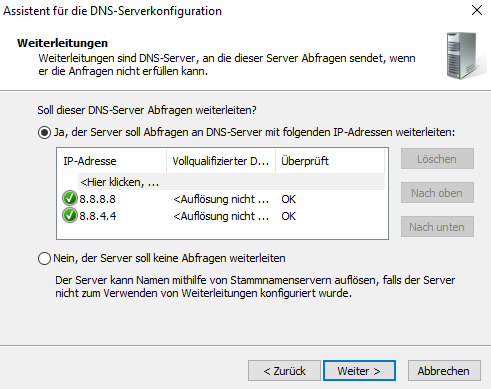 Assistent für die DNS-Serverkonfiguration
Weiterleitungen
Weiterleitungen sind DNS-Server, an die dieser Server Abfragen sendet, wenn
er die Anfragen nicht erfüllen kann.
Soll dieser DNS-Server Abfragen weiterleiten?
Ja, der Server soll Abfragen an DNS-Server mit folgenden IP-Adressen weiterleiten:
IP-Adresse Vollqualifizierter D... Überprüft
<Hier klicken, ...
8.8.8.8 <Auflösung nicht ... OK
8.8.4.4 <Auflösung nicht ... OK
Löschen
Nach oben
Nach unten
Nein, der Server soll keine Abfragen weiterleiten
Der Server kann Namen mithilfe von Stammnamenservern auflösen, falls der Server
nicht zum Verwenden von Weiterleitungen konfiguriert wurde.
< Zurück Weiter > Abbrechen